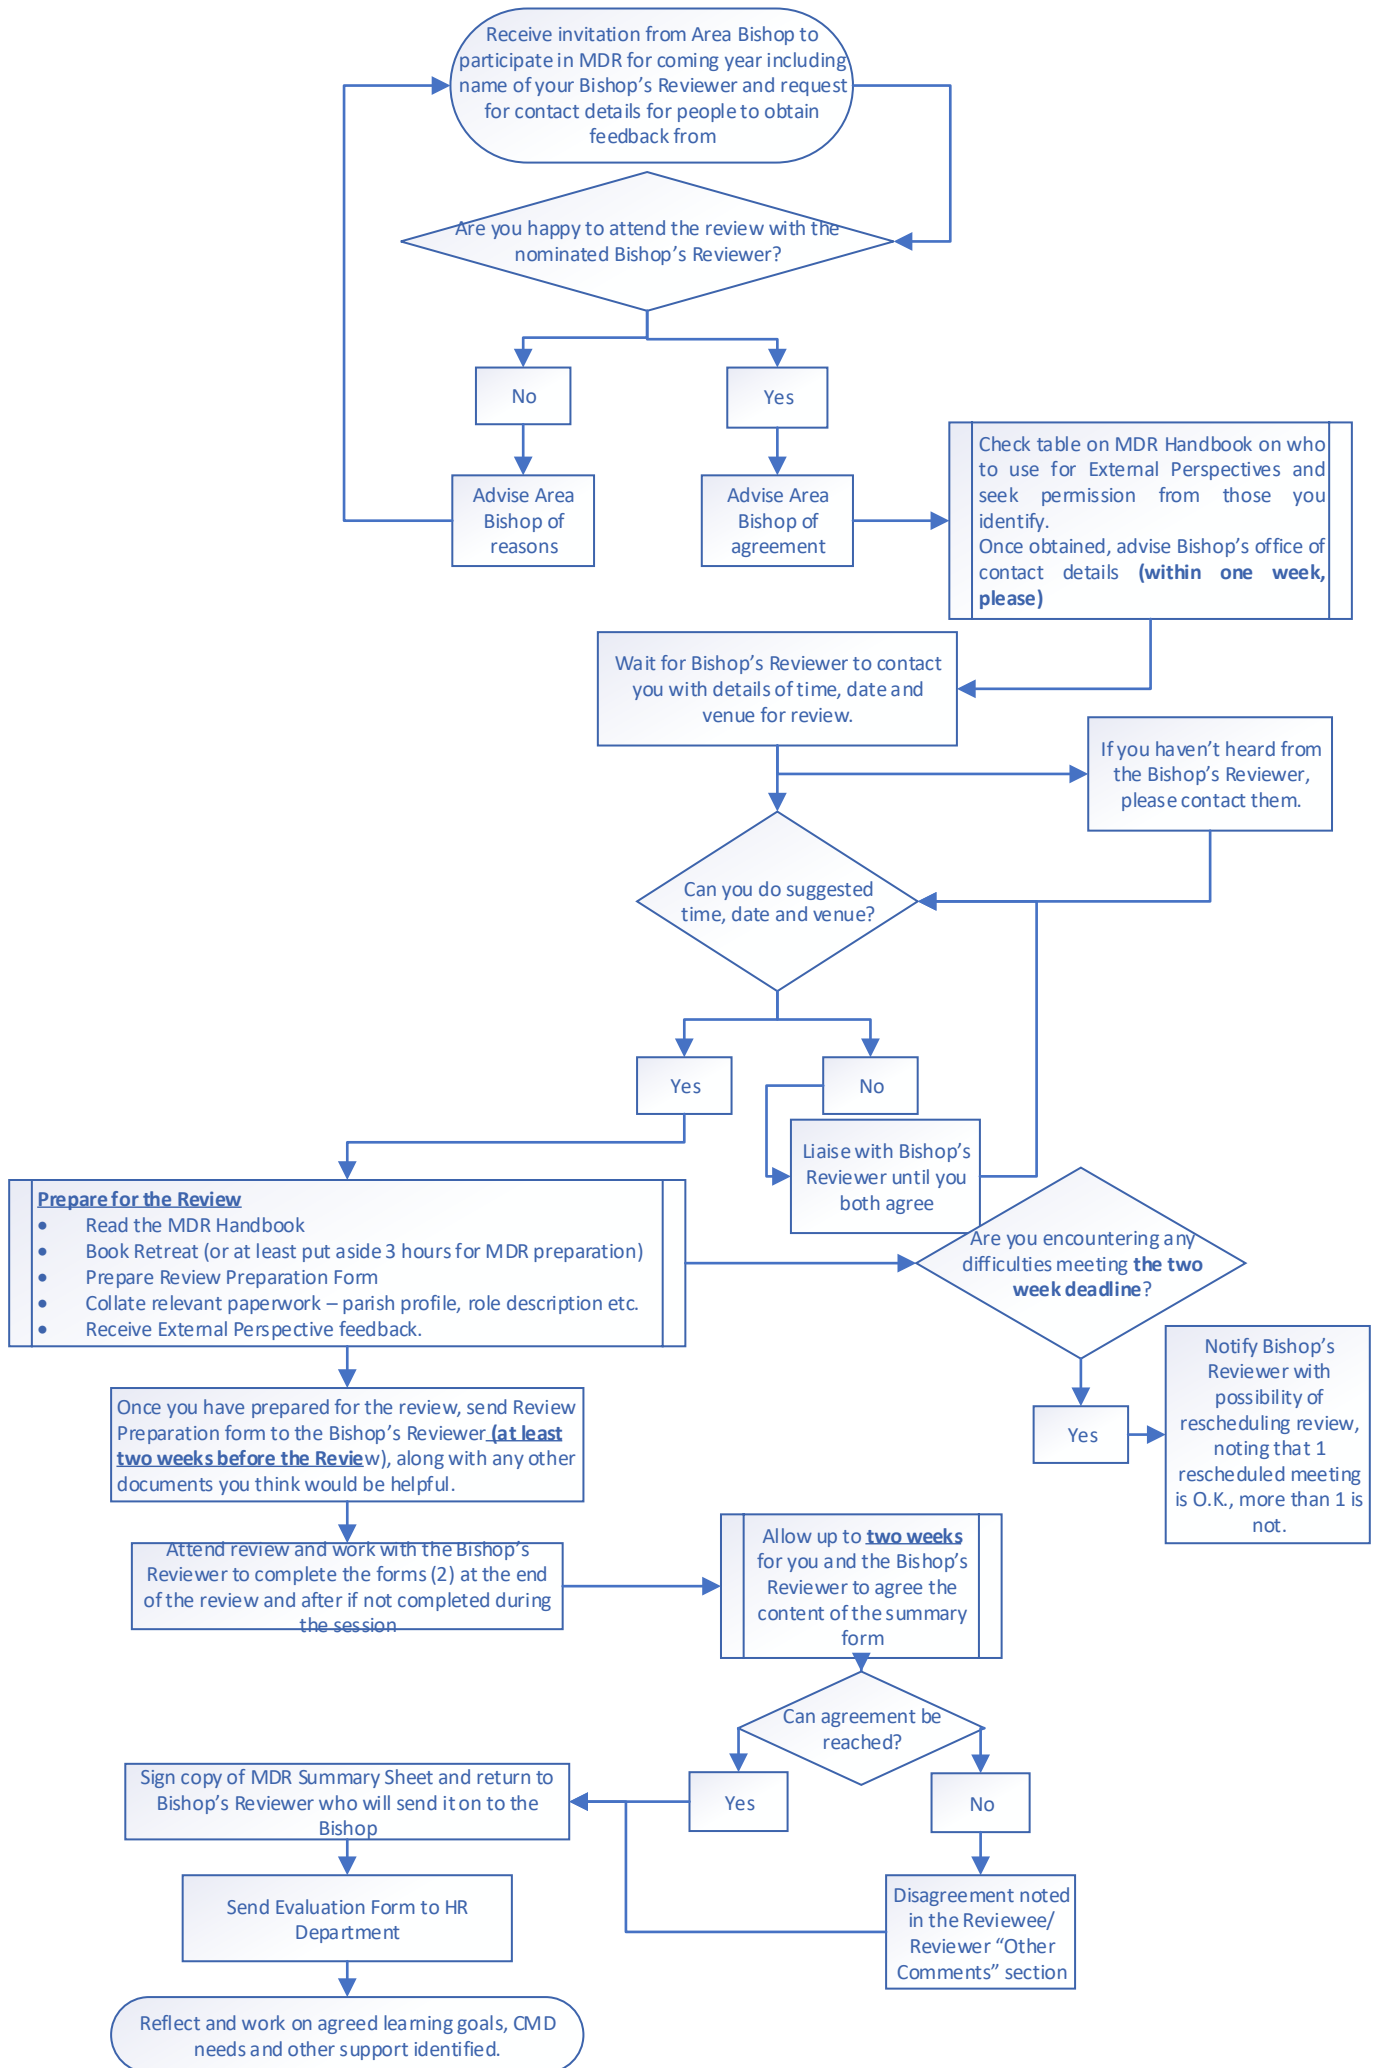 Receive invitation from Area Bishop to
participate in MDR for coming year including
name of your Bishop’s Reviewer and request
for contact details for people to obtain
feedback from
Are you happy to attend the review with the
nominated Bishop’s Reviewer?
No
Yes
Advise Area
Bishop of
reasons
Advise Area
Bishop of
agreement
Check table on MDR Handbook on who
to use for External Perspectives and
seek permission from those you
identify.
Once obtained, advise Bishop’s office of
contact details (within one week,
please)
Wait for Bishop’s Reviewer to contact
you with details of time, date and
venue for review.
If you haven’t heard from
the Bishop’s Reviewer,
please contact them.
Can you do suggested
time, date and venue?
Yes
No
Liaise with Bishop’s
Reviewer until you
both agree
Prepare for the Review
• Read the MDR Handbook
• Book Retreat (or at least put aside 3 hours for MDR preparation)
• Prepare Review Preparation Form
• Collate relevant paperwork – parish profile, role description etc.
• Receive External Perspective feedback.
Are you encountering any
difficulties meeting the two
week deadline?
Yes
Notify Bishop’s
Reviewer with
possibility of
rescheduling review,
noting that 1
rescheduled meeting
is O.K., more than 1 is
not.
Once you have prepared for the review, send Review
Preparation form to the Bishop’s Reviewer (at least
two weeks before the Review), along with any other
documents you think would be helpful.
Attend review and work with the Bishop’s
Reviewer to complete the forms (2) at the end
of the review and after if not completed during
the session
Allow up to two weeks
for you and the Bishop’s
Reviewer to agree the
content of the summary
form
Can agreement be
reached?
Yes
No
Sign copy of MDR Summary Sheet and return to
Bishop’s Reviewer who will send it on to the
Bishop
Disagreement noted
in the Reviewee/
Reviewer “Other
Comments” section
Send Evaluation Form to HR
Department
Reflect and work on agreed learning goals, CMD
needs and other support identified.